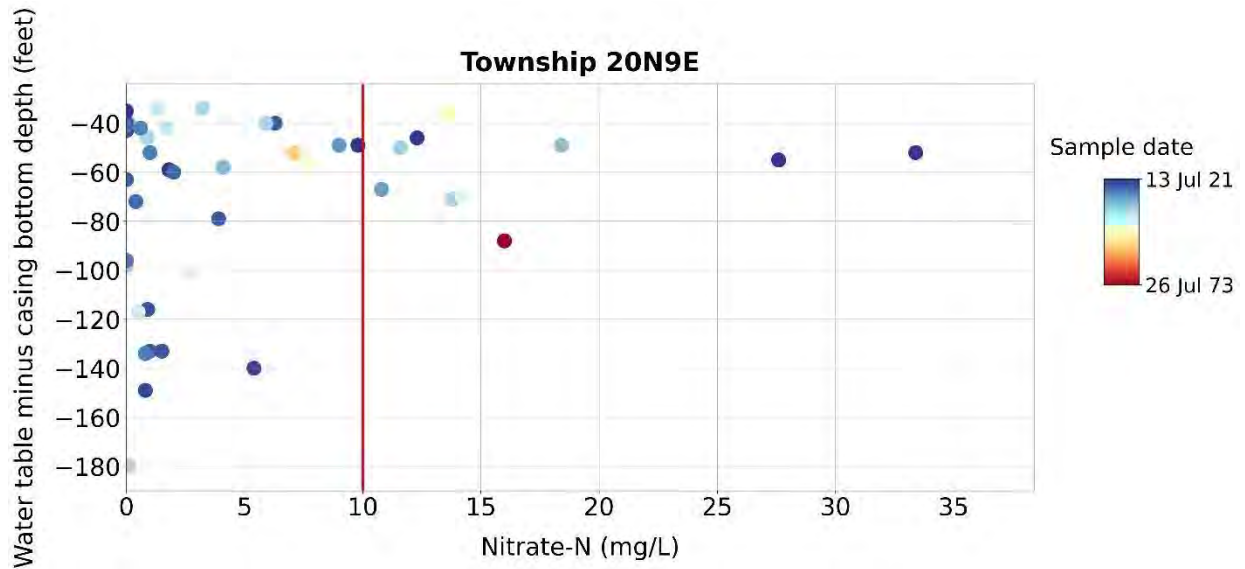 Township 20N9E
Water table minus casing bottom depth (feet)
−40
−60
−80
−100
−120
−140
−160
−180
0 5 10 15 20 25 30 35
Nitrate-N (mg/L)
Sample date
13 Jul 21
26 Jul 73